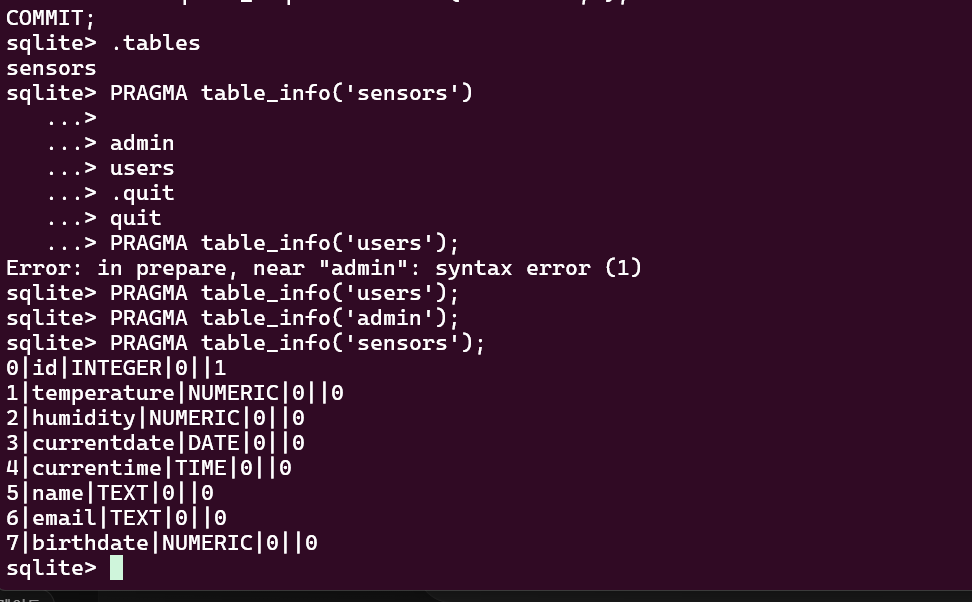 COMMIT;
sqlite> .tables
sensors
sqlite> PRAGMA table_info('sensors')
   ...>
   ...> admin
   ...> users
   ...> .quit
   ...> quit
   ...> PRAGMA table_info('users');
Error: in prepare, near "admin": syntax error (1)
sqlite> PRAGMA table_info('users');
sqlite> PRAGMA table_info('admin');
sqlite> PRAGMA table_info('sensors');
0|id|INTEGER|0||1
1|temperature|NUMERIC|0||0
2|humidity|NUMERIC|0||0
3|currentdate|DATE|0||0
4|currentime|TIME|0||0
5|name|TEXT|0||0
6|email|TEXT|0||0
7|birthdate|NUMERIC|0||0
sqlite>